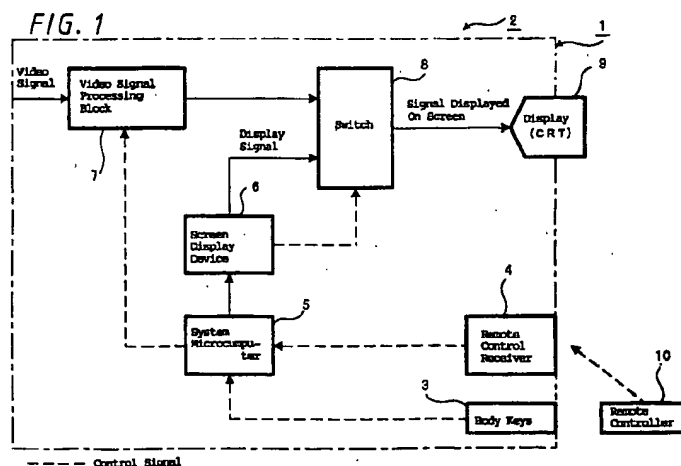 FIG. 1
2
1
Video
Signal
Video Signal
Processing
Block
7
8
Switch
Signal Displayed
On Screen
9
Display
(CRT)
Display
Signal
6
Screen
Display
Device
5
System
Microcompu-
ter
4
Remote
Control
Receiver
3
Body Keys
10
Remote
Controller
Control Signal